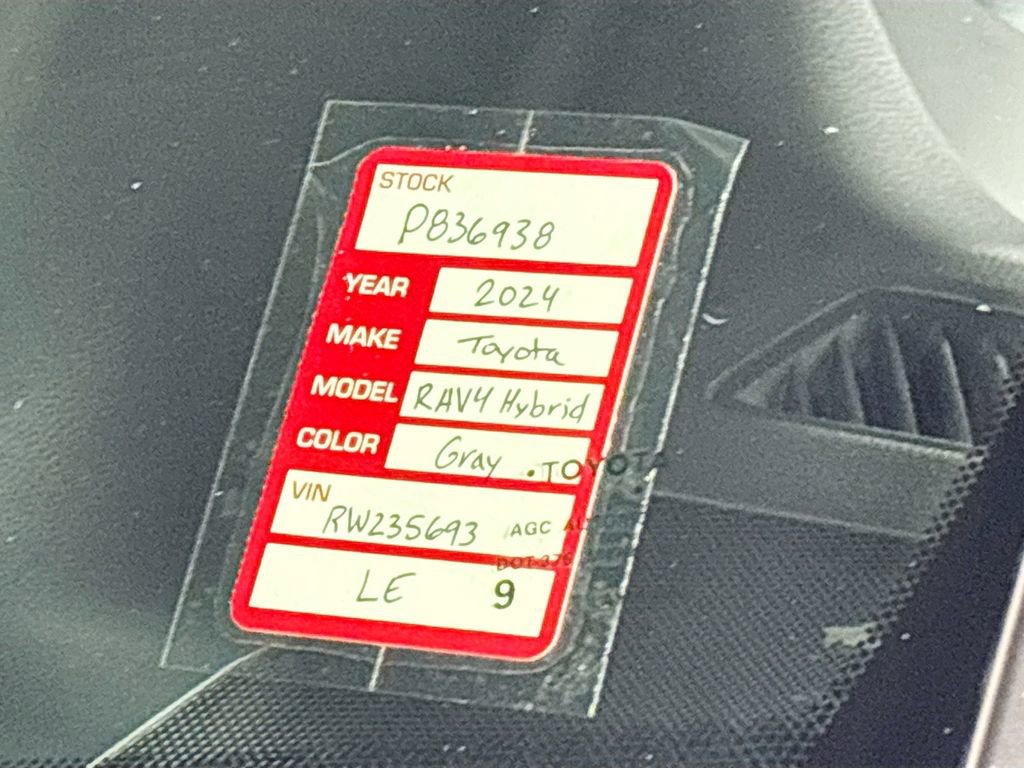 STOCK
P836938
YEAR 2024
MAKE Toyota
MODEL RAV4 Hybrid
COLOR Gray
.TOYOTA
VIN
RW235693
AGC
LE 9